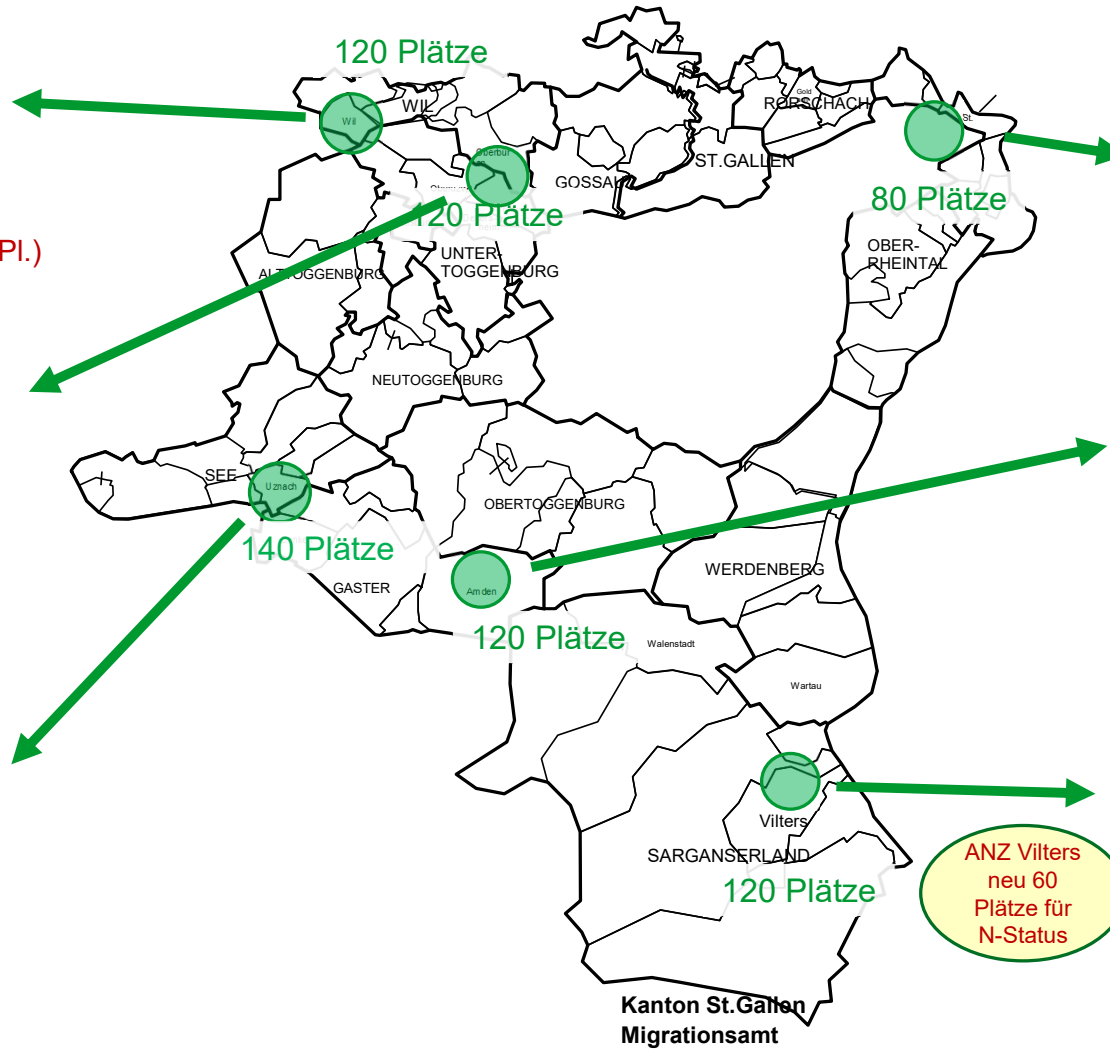 120 Plätze
WIL
Wil
Gold
RORSCHACH
St.
ST.GALLEN
GOSSAU
120 Plätze
80 Plätze
Pl.)
UNTER-
TOGGENBURG
ALTTOGGENBURG
OBER-
RHEINTAL
NEUTOGGENBURG
SEE
Uznach
OBERTOGGENBURG
140 Plätze
GASTER
Amden
WERDENBERG
120 Plätze
Walenstadt
Wartau
Vilters
SARGANSERLAND
120 Plätze
ANZ Vilters
neu 60
Plätze für
N-Status
Kanton St.Gallen
Migrationsamt